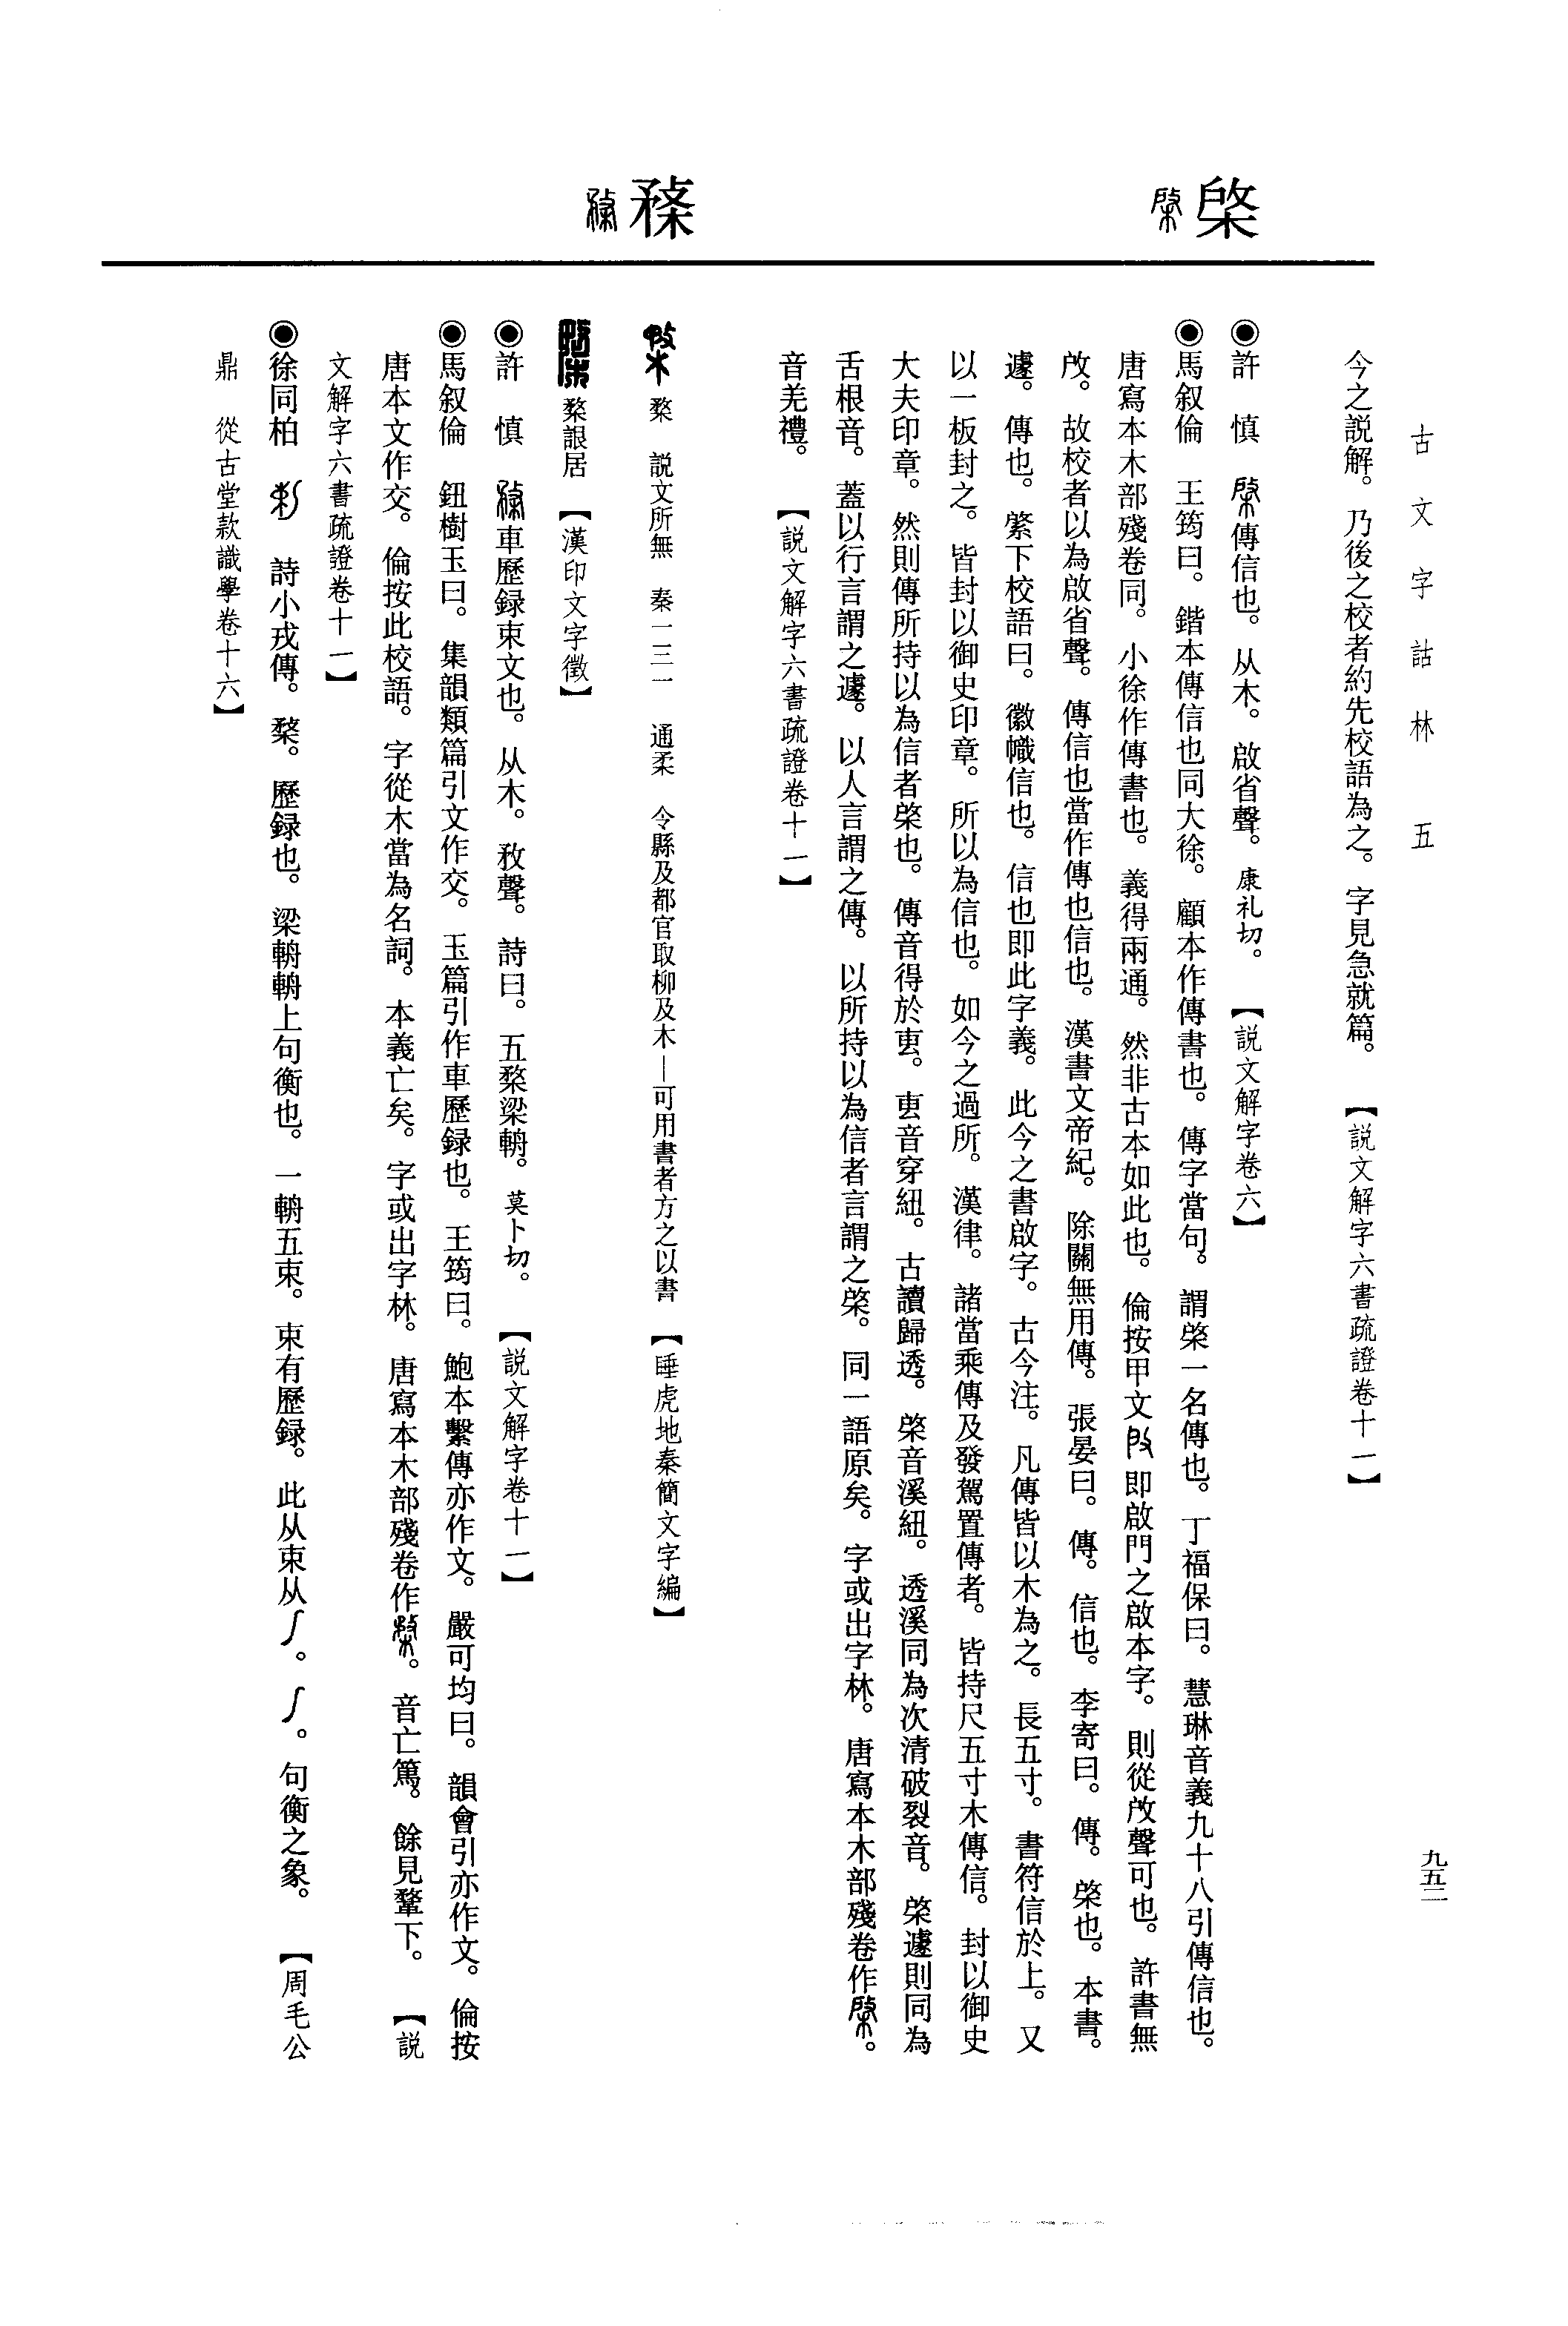 古文字詁林　五
九五二
棨
楘
今之説解。乃後之校者約先校語為之。字見急就篇。　【説文解字六書疏證卷十一】
◉許　慎　傳信也。从木。啟省聲。康礼切。　【説文解字卷六】
◉馬叙倫　王筠曰。鍇本傳信也同大徐。顧本作傳書也。傳字當句。謂棨一名傳也。丁福保曰。慧琳音義九十八引傳信也。
唐寫本木部殘卷同。小徐作傳書也。義得兩通。然非古本如此也。倫按甲文即啟門之啟本字。則從㪃聲可也。許書無
㪃。故校者以為啟省聲。傳信也當作傳也信也。漢書文帝紀。除關無用傳。張晏曰。傳。信也。李寄曰。傳。棨也。本書。
遽。傳也。綮下校語曰。徽幟信也。信也即此字義。此今之書啟字。古今注。凡傳皆以木為之。長五寸。書符信於上。又
以一板封之。皆封以御史印章。所以為信也。如今之過所。漢律。諸當乘傳及發駕置傳者。皆持尺五寸木傳信。封以御史
大夫印章。然則傳所持以為信者棨也。傳音得於叀。叀音穿紐。古讀歸透。棨音溪紐。透溪同為次清破裂音。棨遽則同為
舌根音。蓋以行言謂之遽。以人言謂之傳。以所持以為信者言謂之棨。同一語原矣。字或出字林。唐寫本木部殘卷作。
音羌禮。　【説文解字六書疏證卷十一】
楘　説文所無　秦一三一　通柔　令縣及都官取柳及木—可用書者方之以書　【睡虎地秦簡文字編】
楘詪居　【漢印文字徵】
◉許　慎　車歷録束文也。从木。敄聲。詩曰。五楘梁輈。莫卜切。　【説文解字卷十一】
◉馬叙倫　鈕樹玉曰。集韻類篇引文作交。玉篇引作車歷録也。王筠曰。鮑本繫傳亦作文。嚴可均曰。韻會引亦作文。倫按
唐本文作交。倫按此校語。字從木當為名詞。本義亡矣。字或出字林。唐寫本木部殘卷作。音亡篤。餘見鞪下。　【説
文解字六書疏證卷十一】
◉徐同柏　詩小戎傳。楘。歷録也。梁輈輈上句衡也。一輈五束。束有歷録。此从束从。。句衡之象。　【周毛公
鼎　從古堂款識學卷十六】